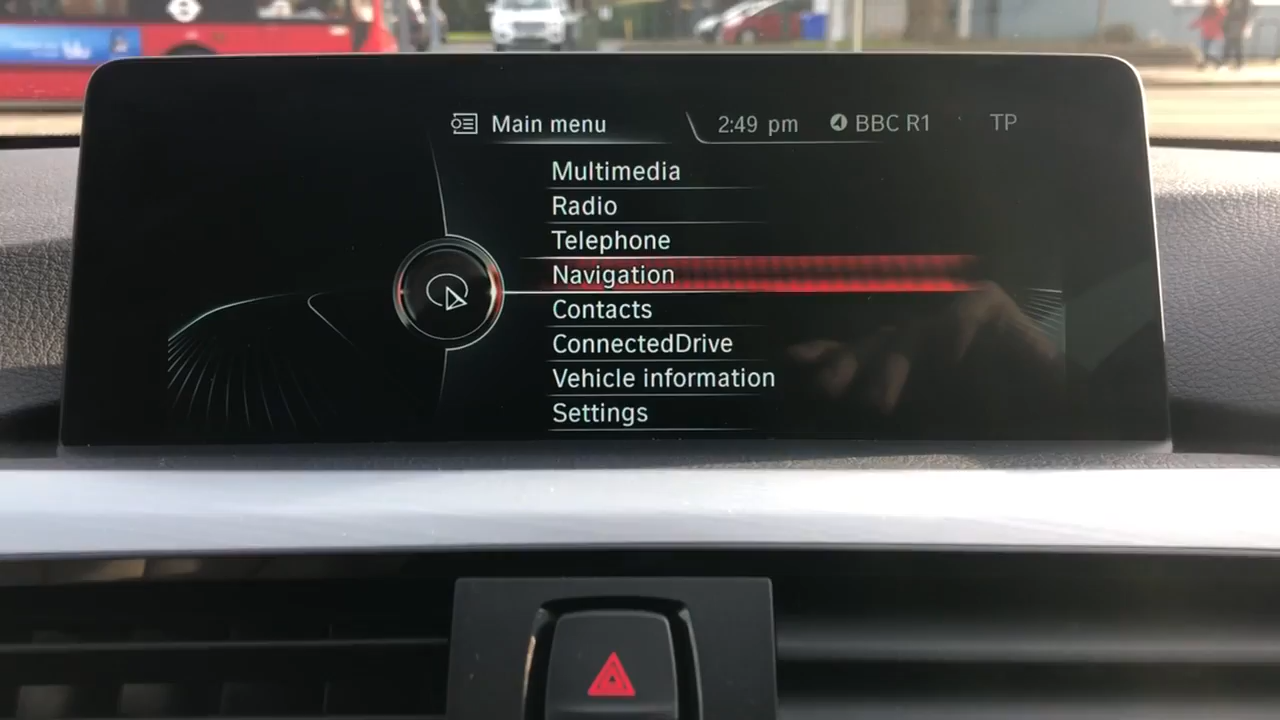 Main menu
2:49 pm
BBC R1
TP
Multimedia
Radio
Telephone
Navigation
Contacts
ConnectedDrive
Vehicle information
Settings